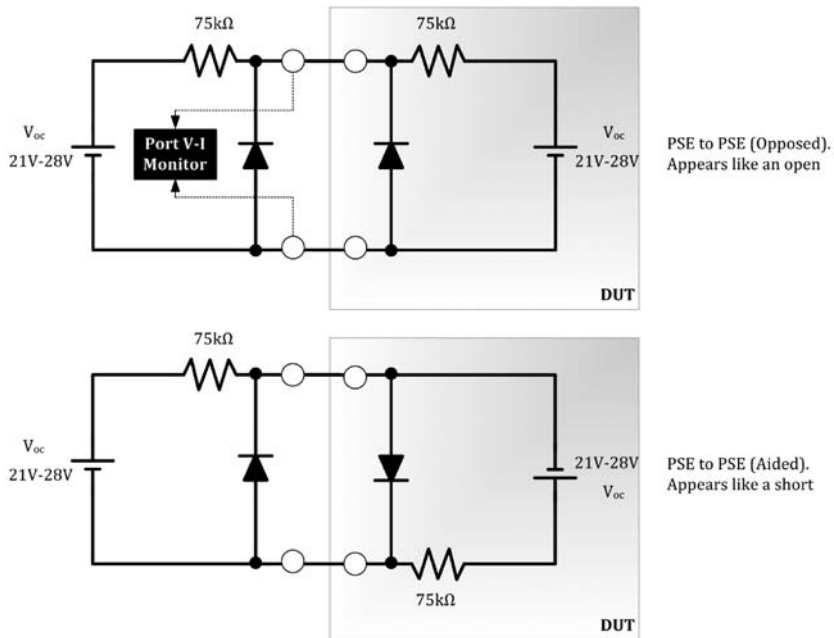 75kΩ
75kΩ
Voc
21V-28V
Port V-I
Monitor
Voc
21V-28V
PSE to PSE (Opposed).
Appears like an open
DUT
75kΩ
Voc
21V-28V
21V-28V
Voc
PSE to PSE (Aided).
Appears like a short
75kΩ
DUT